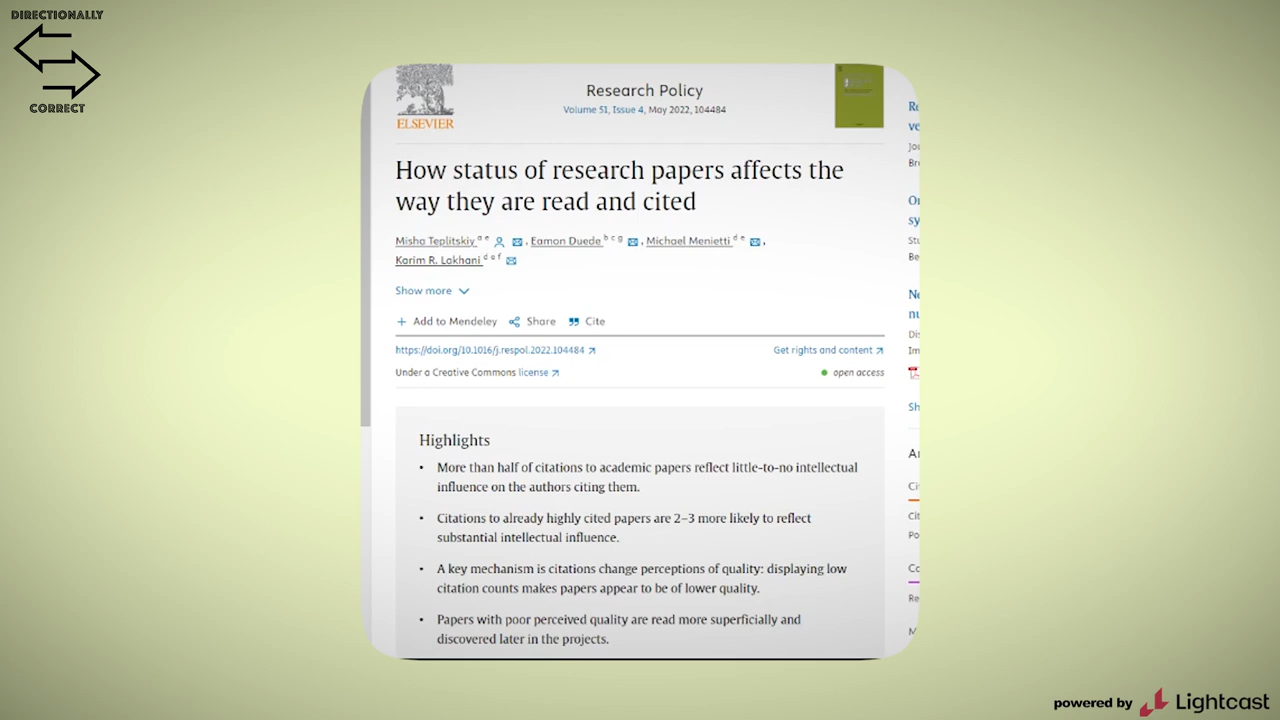 DIRECTIONALLY
CORRECT
ELSEVIER
Research Policy
Volume 51, Issue 4, May 2022, 104484
How status of research papers affects the
way they are read and cited
Misha Teplitskiy a e , Eamon Duede b c g , Michael Menietti d e ,
Karim R. Lakhani d e f
Show more
+ Add to Mendeley Share Cite
https://doi.org/10.1016/j.respol.2022.104484
Get rights and content
Under a Creative Commons license
open access
Highlights
• More than half of citations to academic papers reflect little-to-no intellectual
influence on the authors citing them.
• Citations to already highly cited papers are 2–3 more likely to reflect
substantial intellectual influence.
• A key mechanism is citations change perceptions of quality: displaying low
citation counts makes papers appear to be of lower quality.
• Papers with poor perceived quality are read more superficially and
discovered later in the projects.
powered by Lightcast